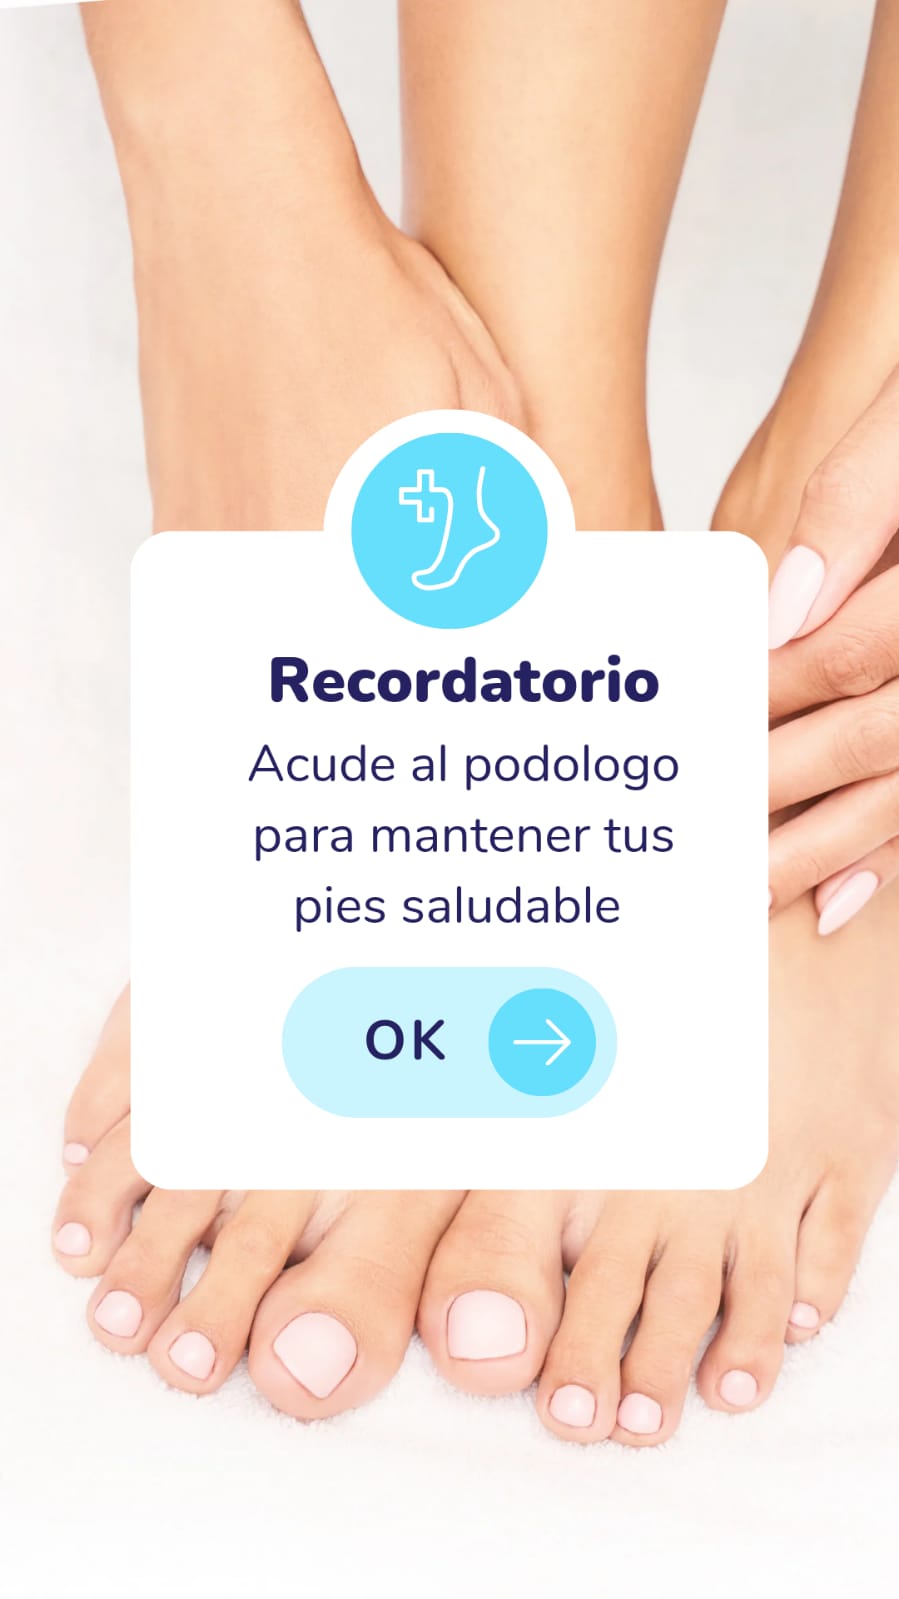 Recordatorio
Acude al podologo
para mantener tus
pies saludable
OK